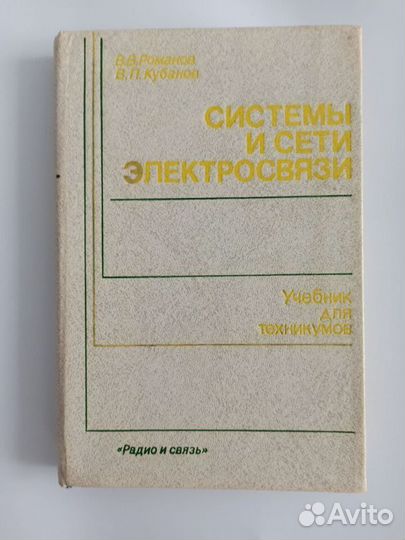 В.В.Романов,
В.П.Кубанов
СИСТЕМЫ
И СЕТИ
ЭЛЕКТРОСВЯЗИ
Учебник
для
техникумов
«Радио и связь»
Avito